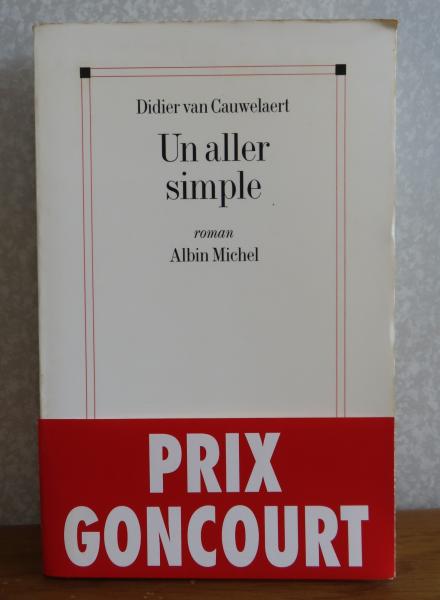 Didier van Cauwelaert
Un aller
simple
roman
Albin Michel
PRIX
GONCOURT